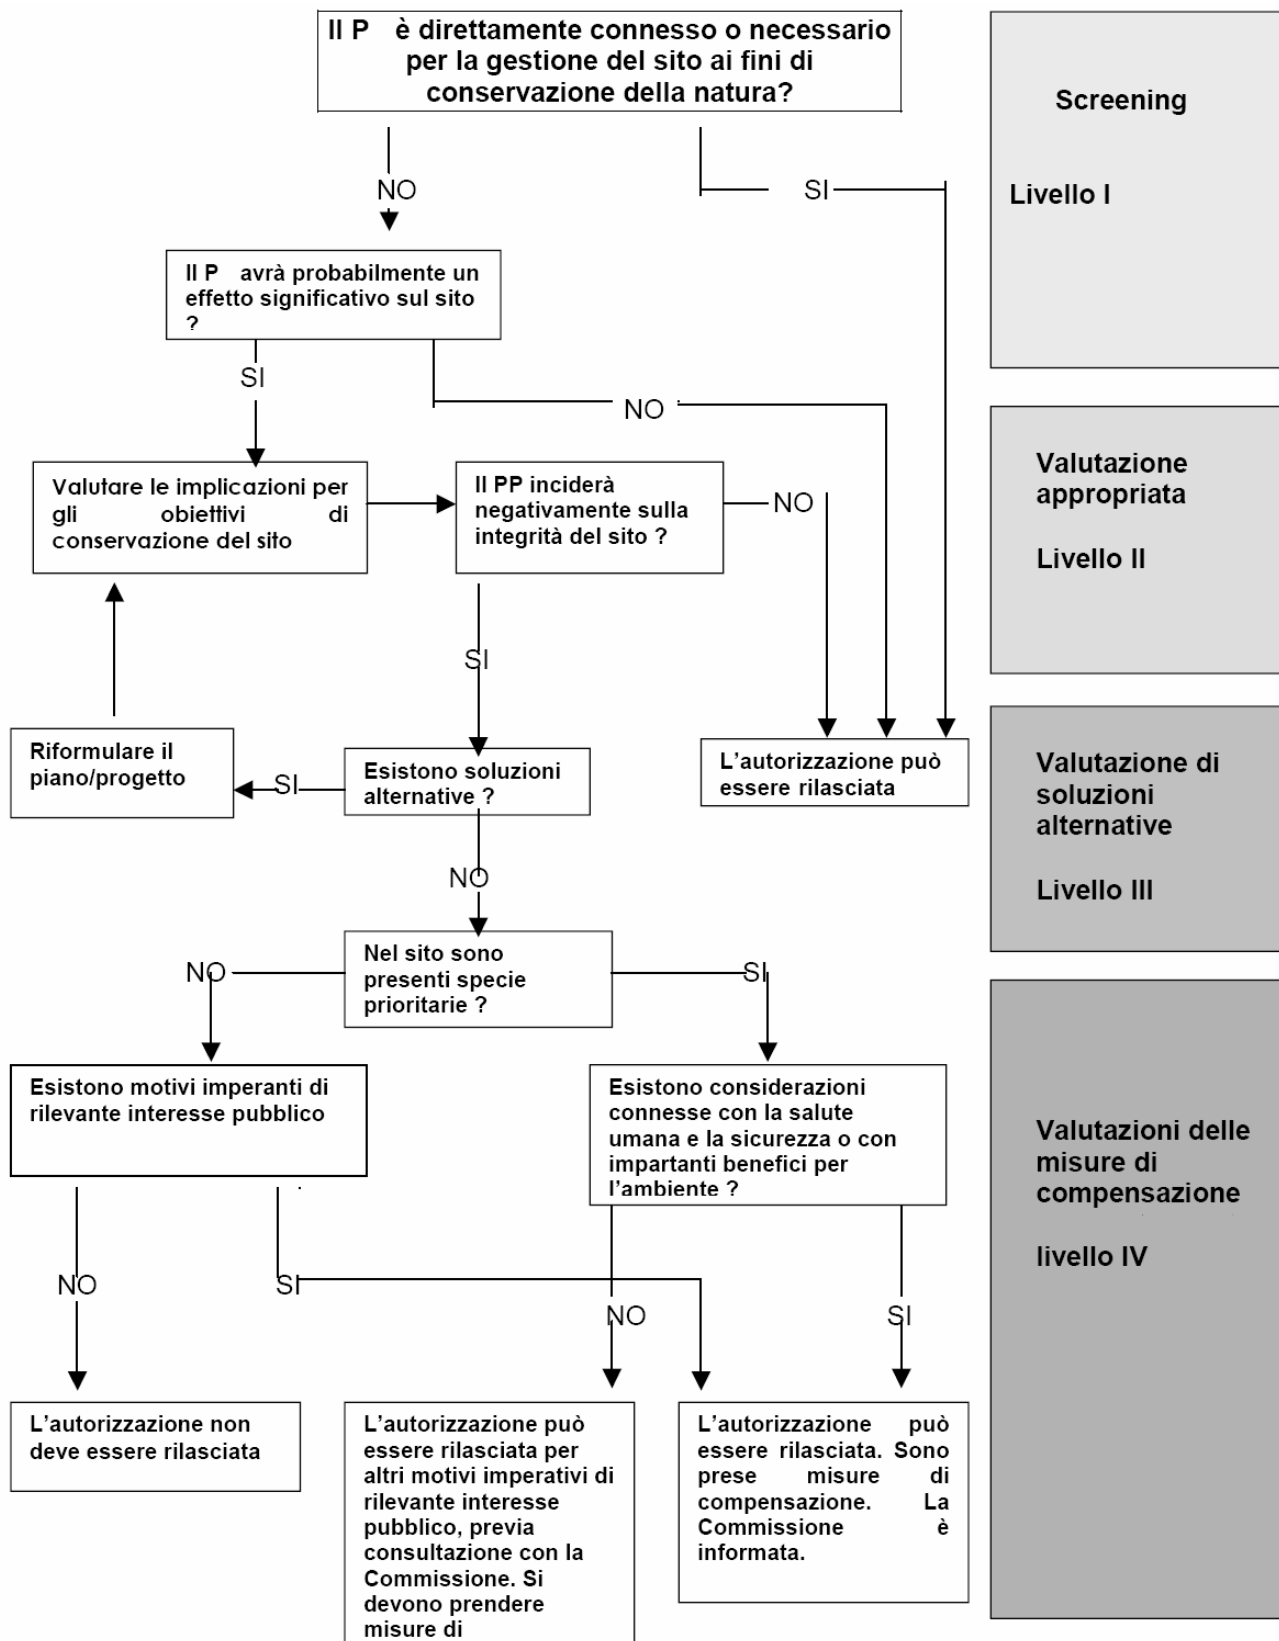 Il P è direttamente connesso o necessario
per la gestione del sito ai fini di
conservazione della natura?
Screening
Livello I
NO
SI
Il P avrà probabilmente un
effetto significativo sul sito
?
SI
NO
Valutare le implicazioni per
gli obiettivi di
conservazione del sito
Il PP inciderà
negativamente sulla
integrità del sito ?
NO
Valutazione
appropriata
Livello II
SI
Riformulare il
piano/progetto
SI
Esistono soluzioni
alternative ?
L'autorizzazione può
essere rilasciata
Valutazione di
soluzioni
alternative
Livello III
NO
Nel sito sono
presenti specie
prioritarie ?
NO
SI
Esistono motivi imperanti di
rilevante interesse pubblico
Esistono considerazioni
connesse con la salute
umana e la sicurezza o con
impartanti benefici per
l'ambiente ?
Valutazioni delle
misure di
compensazione
livello IV
NO
SI
NO
SI
L'autorizzazione non
deve essere rilasciata
L'autorizzazione può
essere rilasciata per
altri motivi imperativi di
rilevante interesse
pubblico, previa
consultazione con la
Commissione. Si
devono prendere
misure di
L'autorizzazione può
essere rilasciata. Sono
prese misure di
compensazione. La
Commissione è
informata.